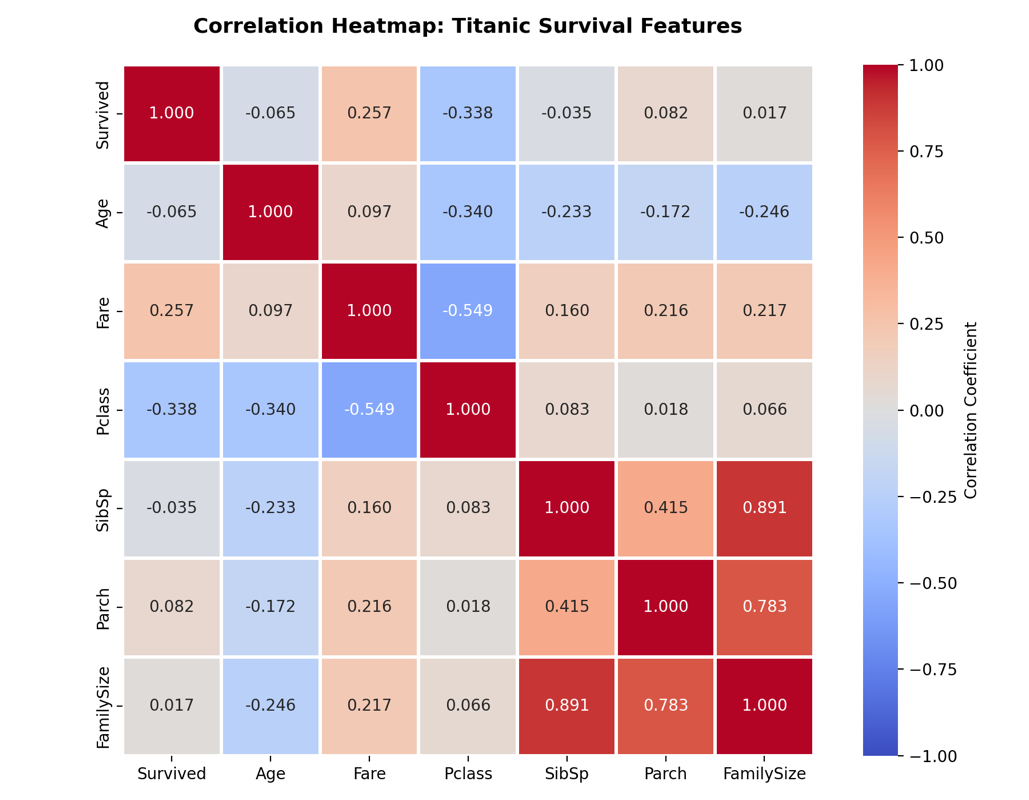 Correlation Heatmap: Titanic Survival Features
Survived 1.000 -0.065 0.257 -0.338 -0.035 0.082 0.017
Age -0.065 1.000 0.097 -0.340 -0.233 -0.172 -0.246
Fare 0.257 0.097 1.000 -0.549 0.160 0.216 0.217
Pclass -0.338 -0.340 -0.549 1.000 0.083 0.018 0.066
SibSp -0.035 -0.233 0.160 0.083 1.000 0.415 0.891
Parch 0.082 -0.172 0.216 0.018 0.415 1.000 0.783
FamilySize 0.017 -0.246 0.217 0.066 0.891 0.783 1.000
Survived Age Fare Pclass SibSp Parch FamilySize
1.00
0.75
0.50
0.25
0.00
−0.25
−0.50
−0.75
−1.00
Correlation Coefficient